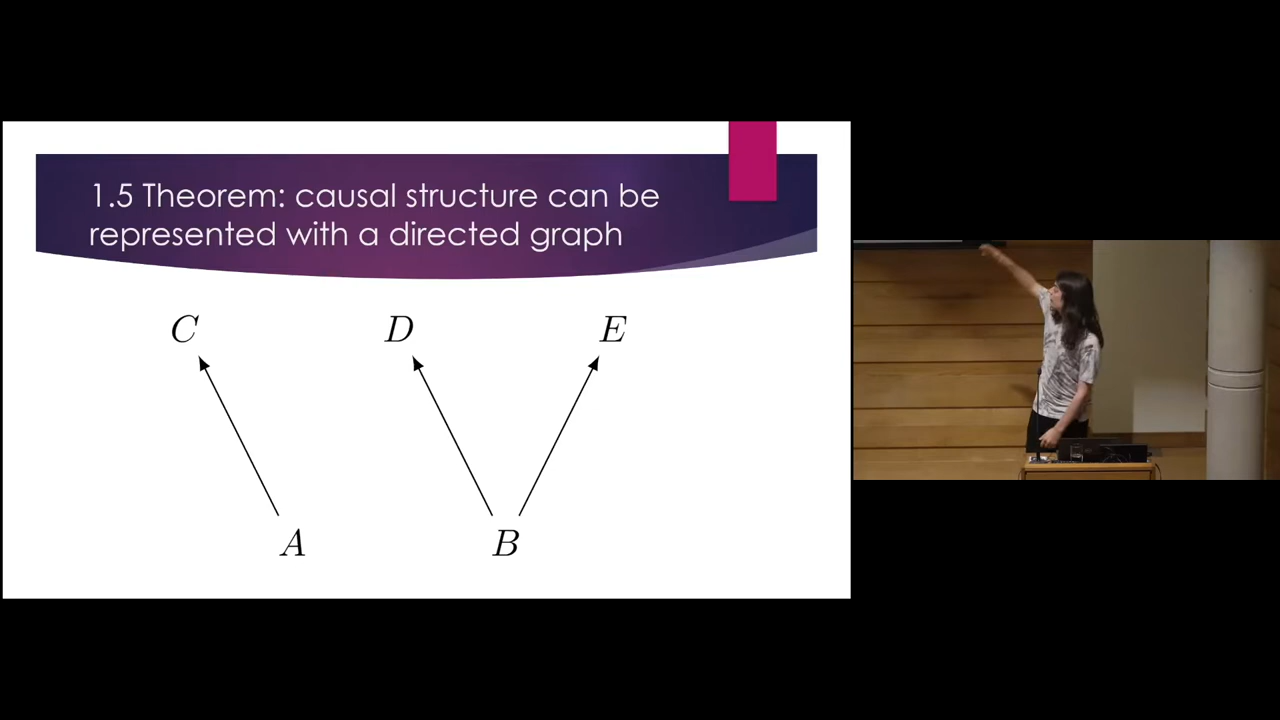 1.5 Theorem: causal structure can be
represented with a directed graph
C D E
A B